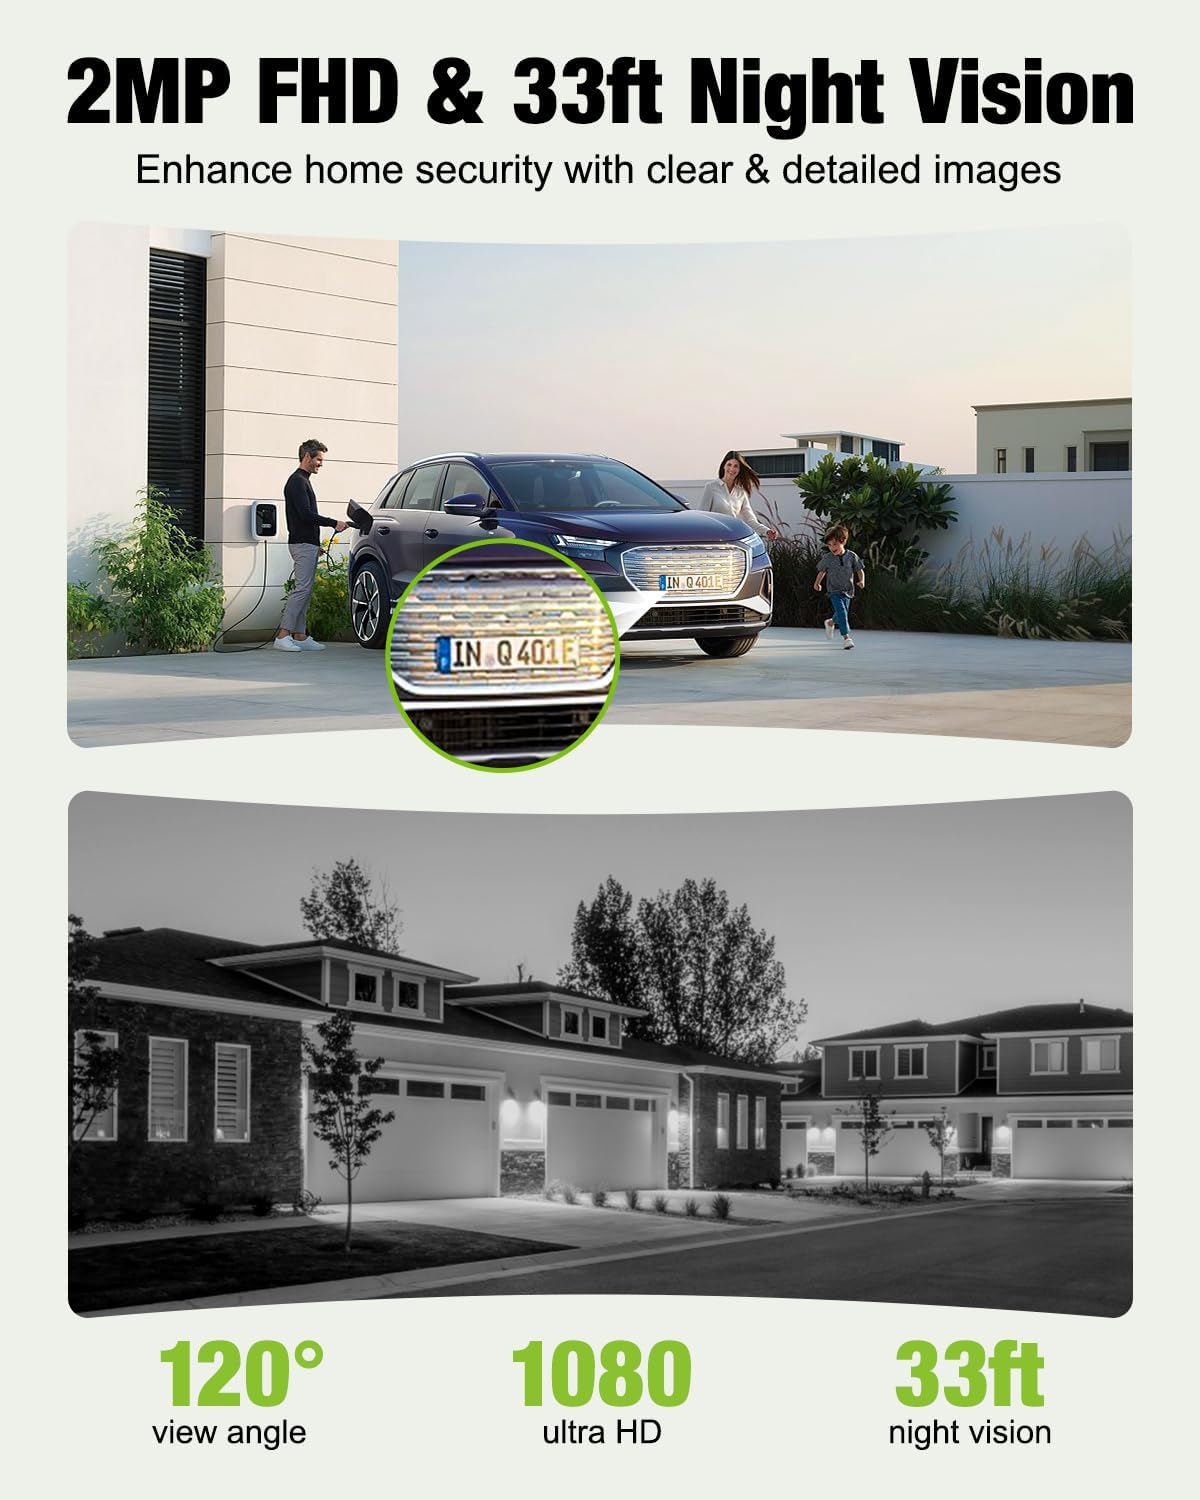 2MP FHD & 33ft Night Vision
Enhance home security with clear & detailed images
IN Q 401E
IN Q 401E
120°
view angle
1080
ultra HD
33ft
night vision